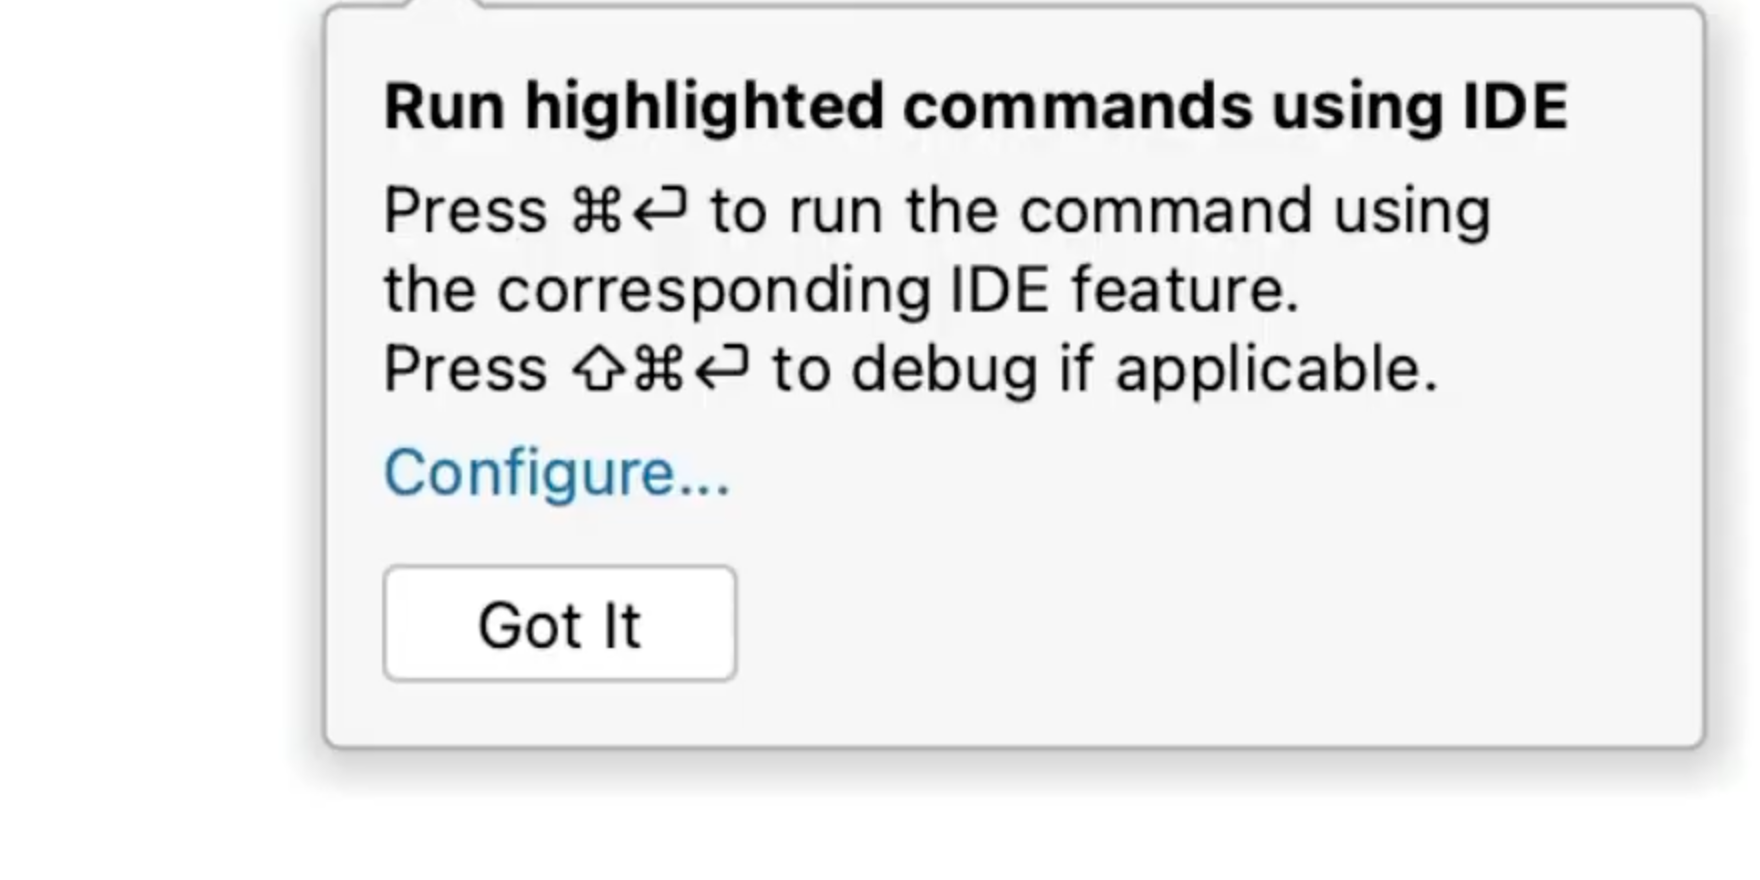 Run highlighted commands using IDE
Press ⌘↩ to run the command using
the corresponding IDE feature.
Press ⇧⌘↩ to debug if applicable.
Configure...
Got It